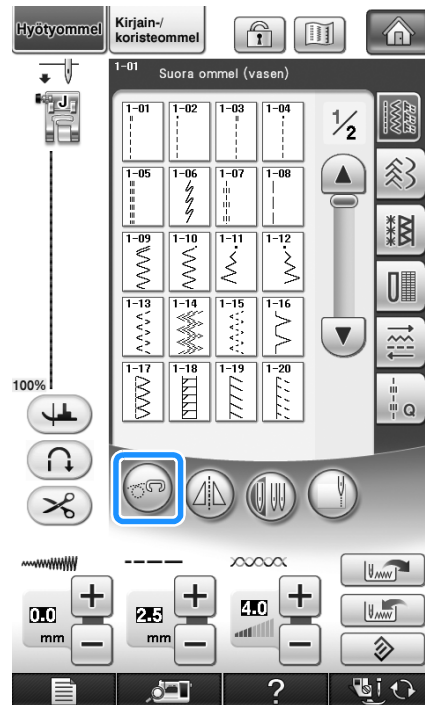 Hyötyommel
Kirjain-/
koristeommel
1-01
Suora ommel (vasen)
J
1-01 1-02 1-03 1-04
1/2
1-05 1-06 1-07 1-08
1-09 1-10 1-11 1-12
1-13 1-14 1-15 1-16
1-17 1-18 1-19 1-20
Q
100%
0.0
mm
2.5
mm
4.0
?